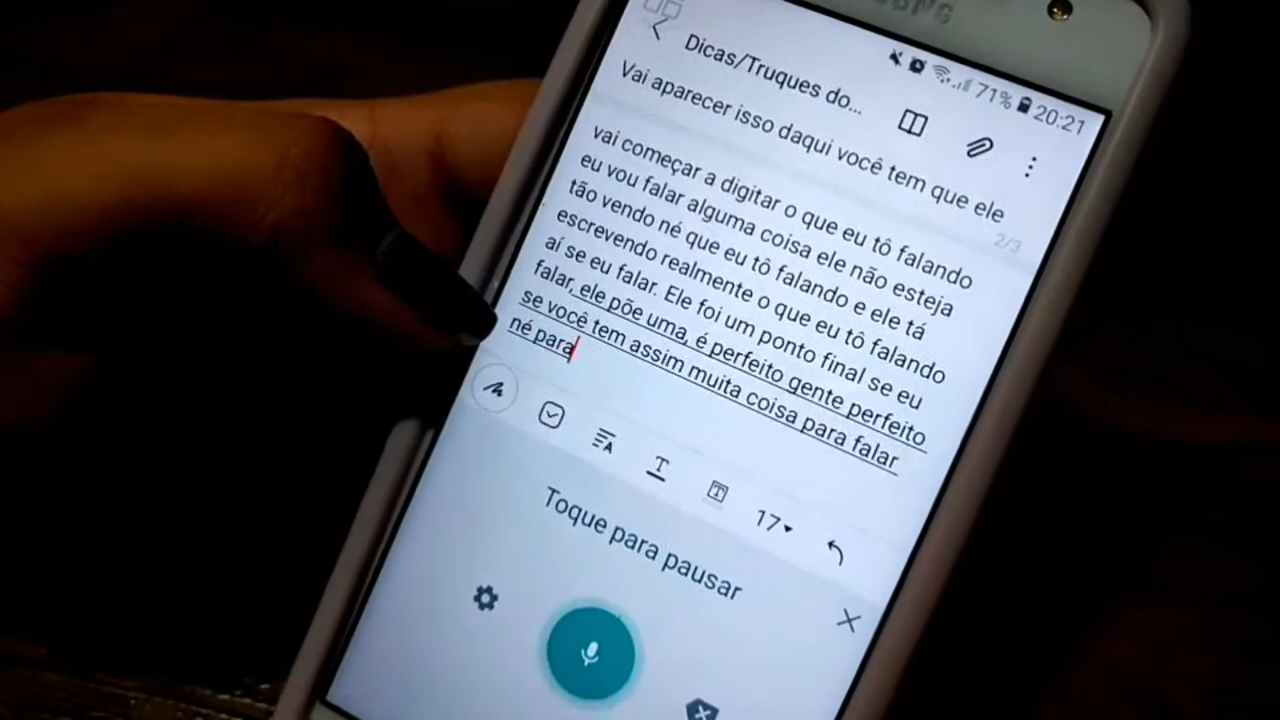 SAMSUNG
71% 20:21
Dicas/Truques do...
Vai aparecer isso daqui você tem que ele
2/3
vai começar a digitar o que eu tô falando
eu vou falar alguma coisa ele não esteja
tão vendo né que eu tô falando e ele tá
escrevendo realmente o que eu tô falando
aí se eu falar. Ele foi um ponto final se eu
falar, ele põe uma, é perfeito gente perfeito
se você tem assim muita coisa para falar
né para
17
Toque para pausar